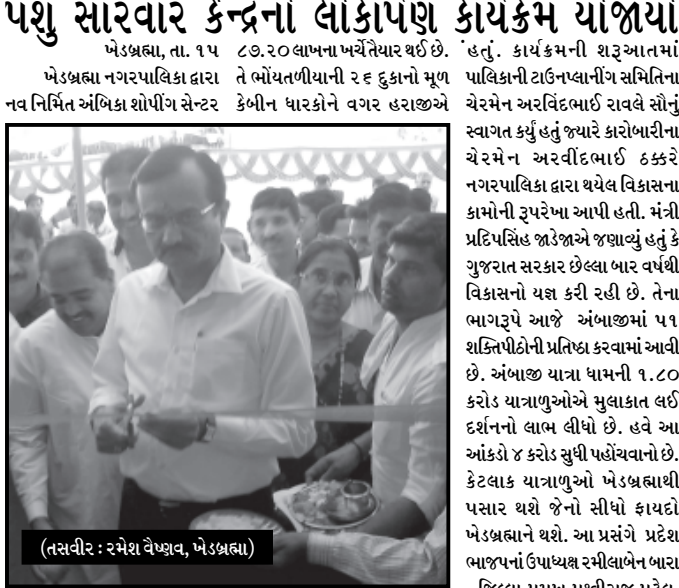 પશુ સારવાર કેન્દ્રનો લોકાર્પણ કાર્યક્રમ યોજાયો
ખેડબ્રહ્મા, તા. ૧૫
ખેડબ્રહ્મા નગરપાલિકા દ્વારા
નવ નિર્મિત અંબિકા શોપીંગ સેન્ટર
૮૭.૨૦ લાખના ખર્ચે તૈયાર થઈ છે.
તે ભોંયતળીયાની ૨૬ દુકાનો મૂળ
કેબીન ધારકોને વગર હરાજીએ
હતું. કાર્યક્રમની શરૂઆતમાં
પાલિકાની ટાઉનપ્લાનીંગ સમિતિના
ચેરમેન અરવિંદભાઈ રાવલે સૌનું
સ્વાગત કર્યું હતું જ્યારે કારોબારીના
ચેરમેન અરવીંદભાઈ ઠક્કરે
નગરપાલિકા દ્વારા થયેલ વિકાસના
કામોની રૂપરેખા આપી હતી. મંત્રી
પ્રદિપસિંહ જાડેજાએ જણાવ્યું હતું કે
ગુજરાત સરકાર છેલ્લા બાર વર્ષથી
વિકાસનો યજ્ઞ કરી રહી છે. તેના
ભાગરૂપે આજે અંબાજીમાં ૫૧
શક્તિપીઠોની પ્રતિષ્ઠા કરવામાં આવી
છે. અંબાજી યાત્રા ધામની ૧.૮૦
કરોડ યાત્રાળુઓએ મુલાકાત લઈ
દર્શનનો લાભ લીધો છે. હવે આ
આંકડો ૪ કરોડ સુધી પહોંચવાનો છે.
કેટલાક યાત્રાળુઓ ખેડબ્રહ્માથી
પસાર થશે જેનો સીધો ફાયદો
ખેડબ્રહ્માને થશે. આ પ્રસંગે પ્રદેશ
ભાજપનાં ઉપાધ્યક્ષ રમીલાબેન બારા
(તસવીર : રમેશ વૈષ્ણવ, ખેડબ્રહ્મા)